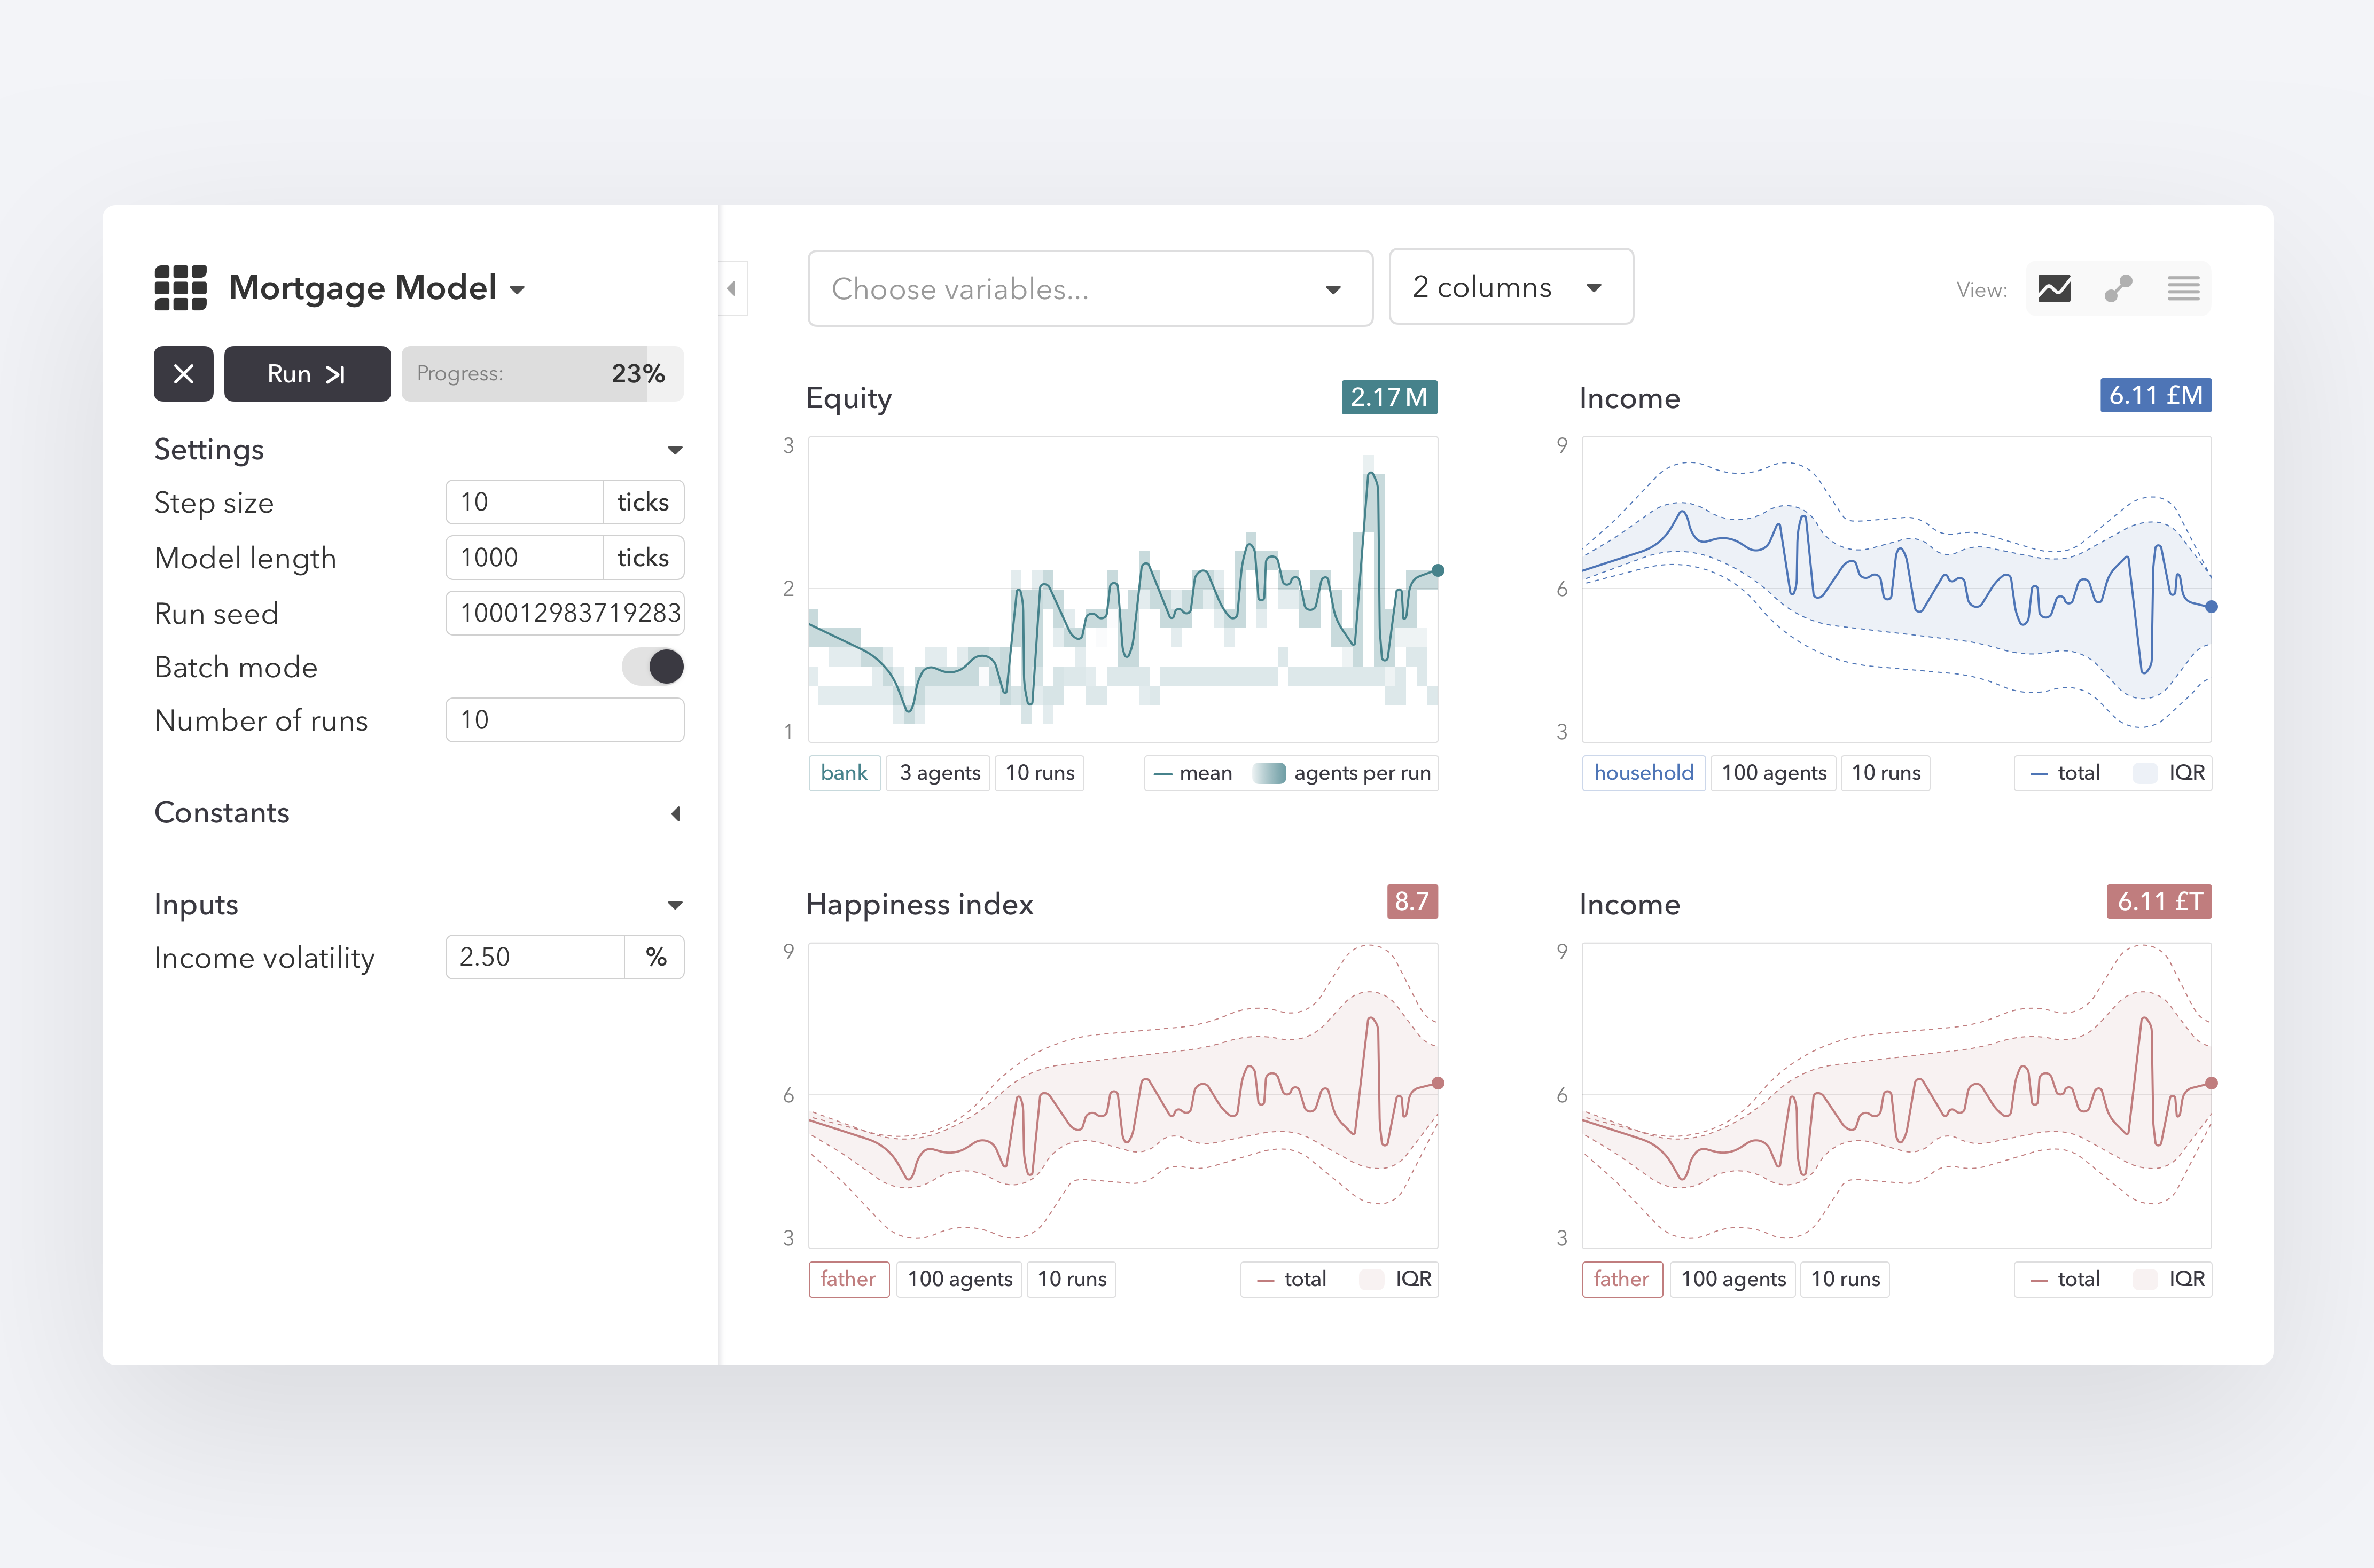 Mortgage Model
Run
Progress: 23%
Settings
Step size 10 ticks
Model length 1000 ticks
Run seed 100012983719283
Batch mode
Number of runs 10
Constants
Inputs
Income volatility 2.50 %
Choose variables... 2 columns View:
Equity 2.17 M
3
2
1
bank 3 agents 10 runs mean agents per run
Income 6.11 £M
9
6
3
household 100 agents 10 runs total IQR
Happiness index 8.7
9
6
3
father 100 agents 10 runs total IQR
Income 6.11 £T
9
6
3
father 100 agents 10 runs total IQR